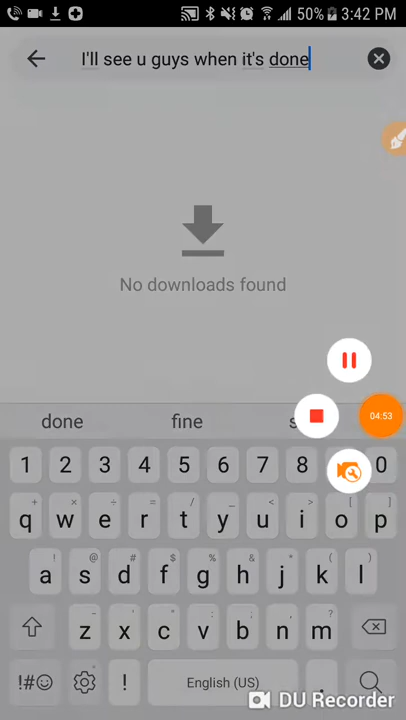 50% 3:42 PM
I'll see u guys when it's done
No downloads found
done fine s
04:53
1 2 3 4 5 6 7 8 0
+ × ÷ = / _ < > [ ]
q w e r t y u i o p
! @ # $ % ^ & * ( )
a s d f g h j k l
- ' " : ; , ?
z x c v b n m
!#☺ ! English (US) .
DU Recorder